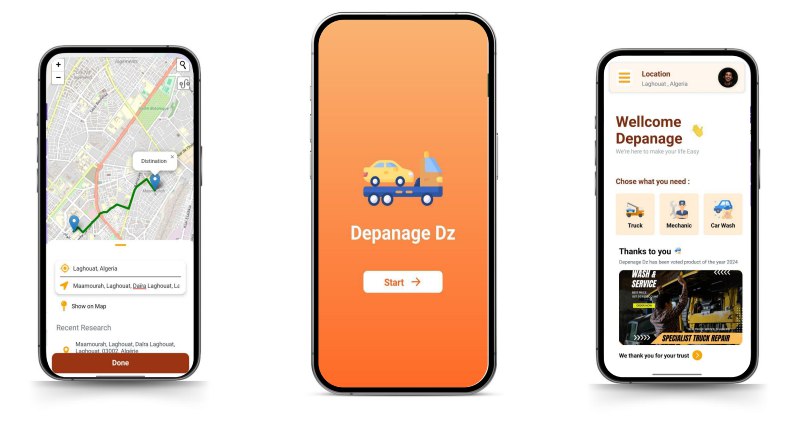 +
−
Distination
×
Laghouat, Algeria
Maamourah, Laghouat, Daïra Laghouat, La
Show on Map
Recent Research
Maamourah, Laghouat, Daïra Laghouat,
Laghouat, 03002, Algérie
Done
Depanage Dz
Start
Location
Laghouat , Algeria
Wellcome
Depanage
We're here to make your life Easy
Chose what you need :
Truck
Mechanic
Car Wash
Thanks to you
Depanage Dz has been voted product of the year 2024
WASH &
SERVICE
SPECIALIST TRUCK REPAIR
We thank you for your trust